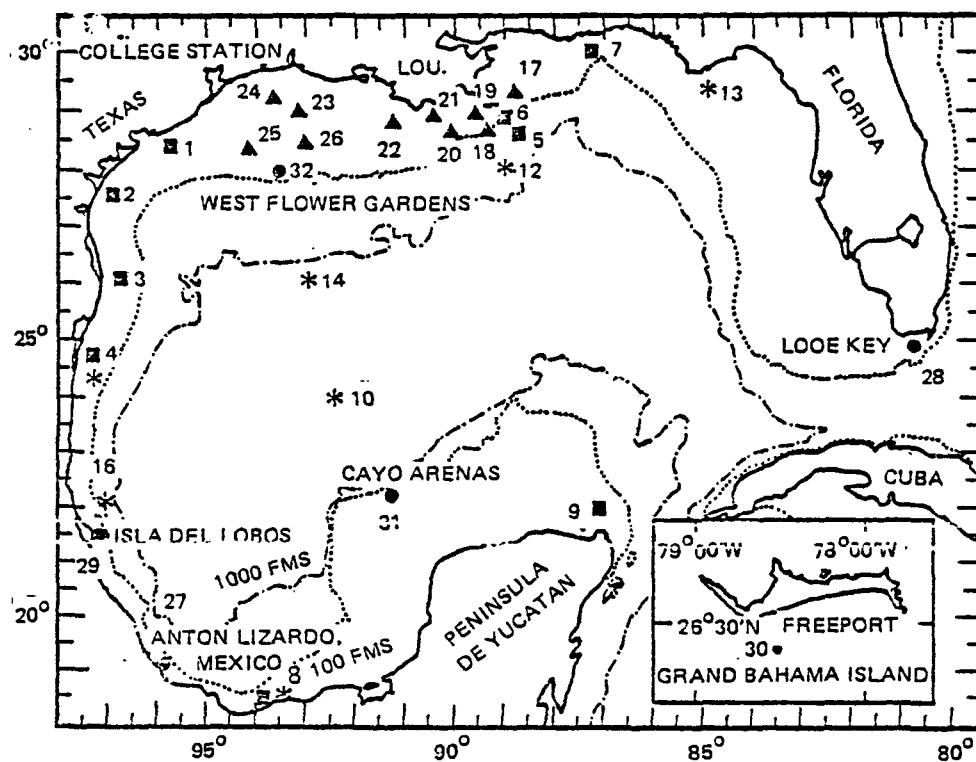 30°
COLLEGE STATION
LOU.
17
7
24
23
21
19
6
13
FLORIDA
TEXAS
25
26
22
20
18
5
1
32
12
2
WEST FLOWER GARDENS
3
14
25°
4
LOOE KEY
28
10
16
CAYO ARENAS
CUBA
31
9
ISLA DEL LOBOS
29
1000 FMS
79°00'W
78°00'W
27
PENINSULA
DE YUCATAN
20°
ANTON LIZARDO,
MEXICO
8
100 FMS
26°30'N
FREEPORT
30
GRAND BAHAMA ISLAND
95°
90°
85°
80°